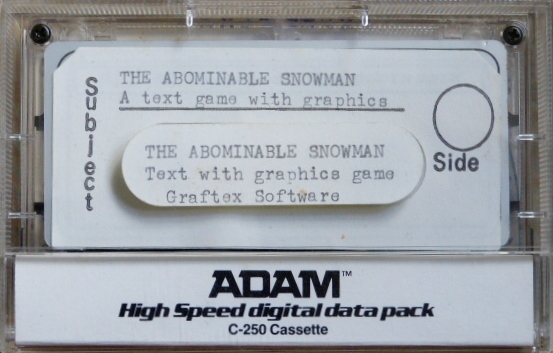 Subject
THE ABOMINABLE SNOWMAN
A text game with graphics
THE ABOMINABLE SNOWMAN
Text with graphics game
Graftex Software
Side
ADAM™
High Speed digital data pack
C-250 Cassette